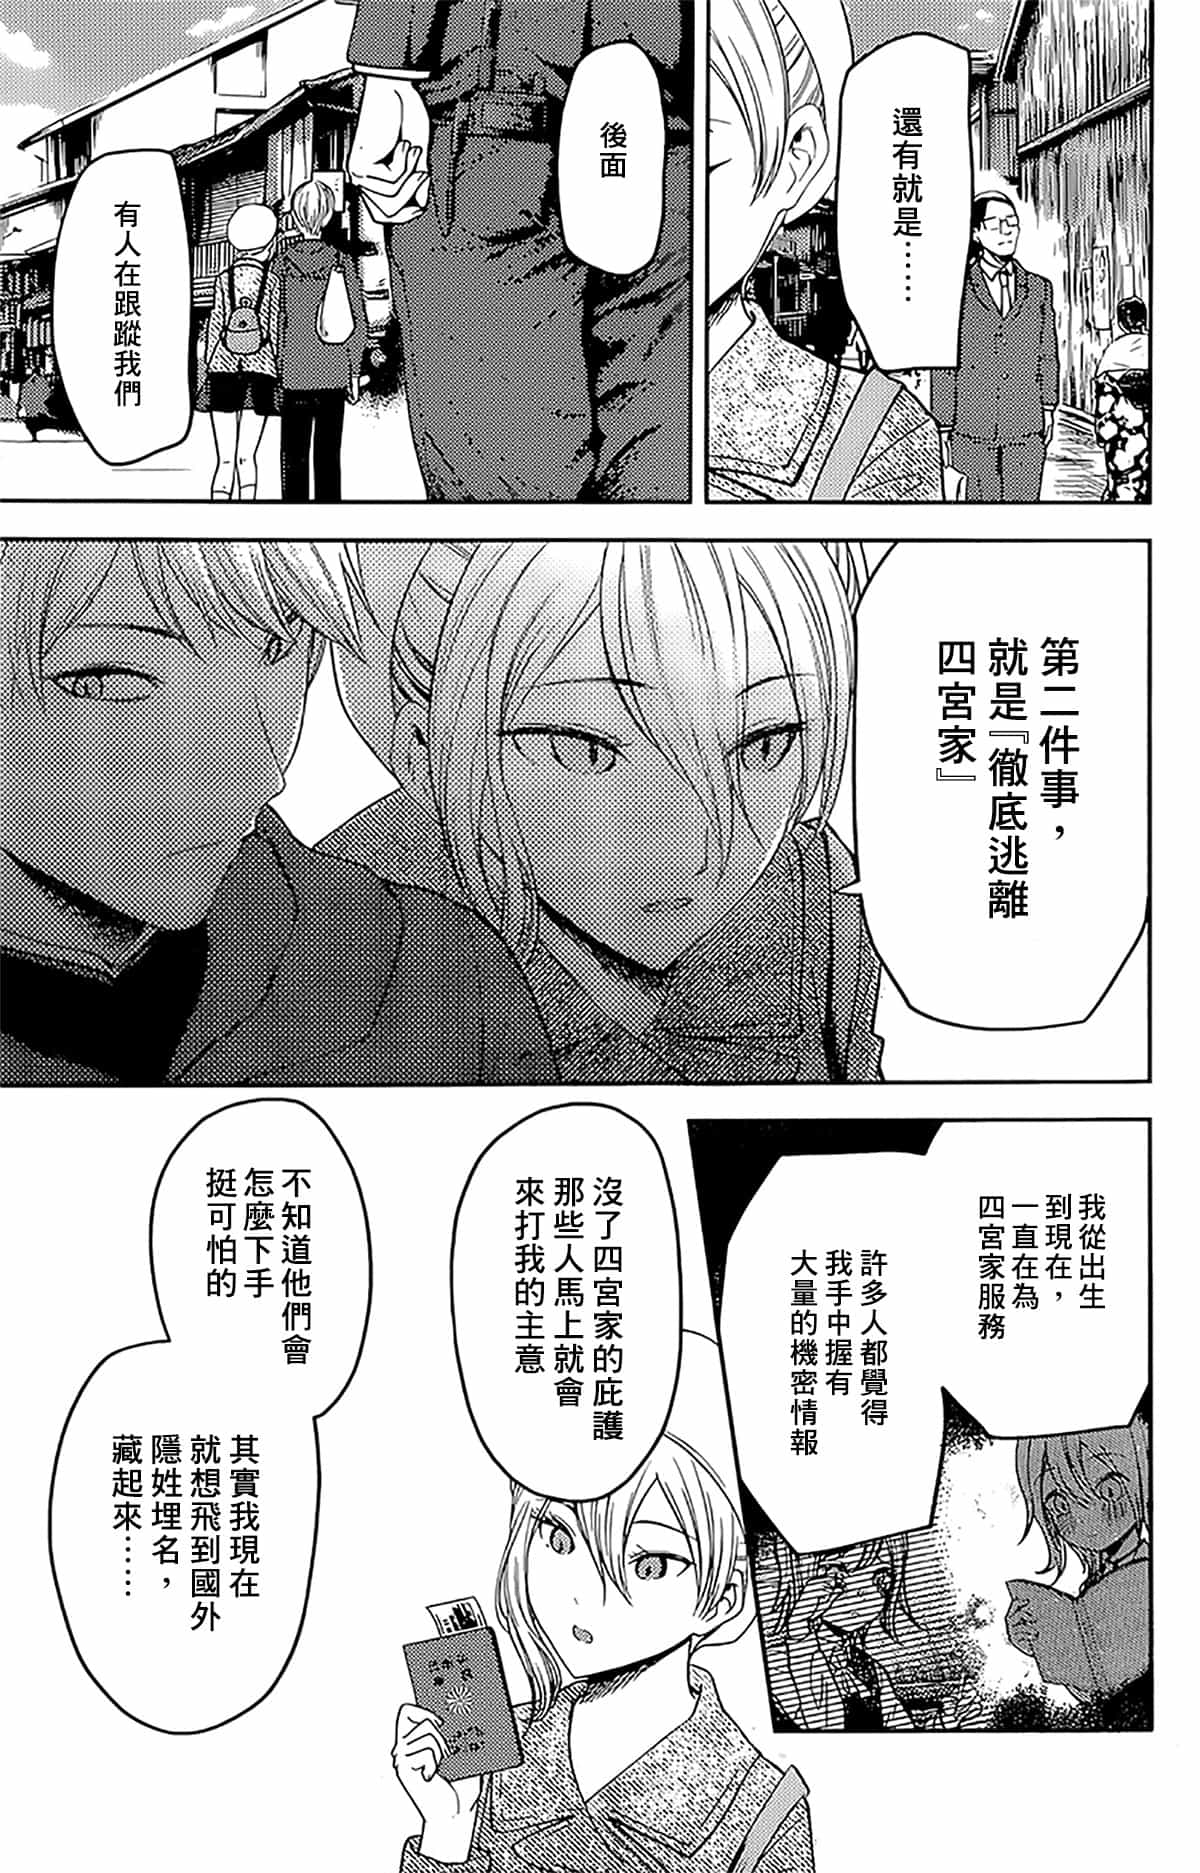 還有就是……
後面
有人在跟蹤我們
第二件事，
就是『徹底逃離
四宮家』
我從出生
到現在，
一直在為
四宮家服務
許多人都覺得
我手中握有
大量的機密情報
沒了四宮家的庇護
那些人馬上就會
來打我的主意
不知道他們會
怎麼下手
挺可怕的
其實我現在
就想飛到國外
隱姓埋名，
藏起來……